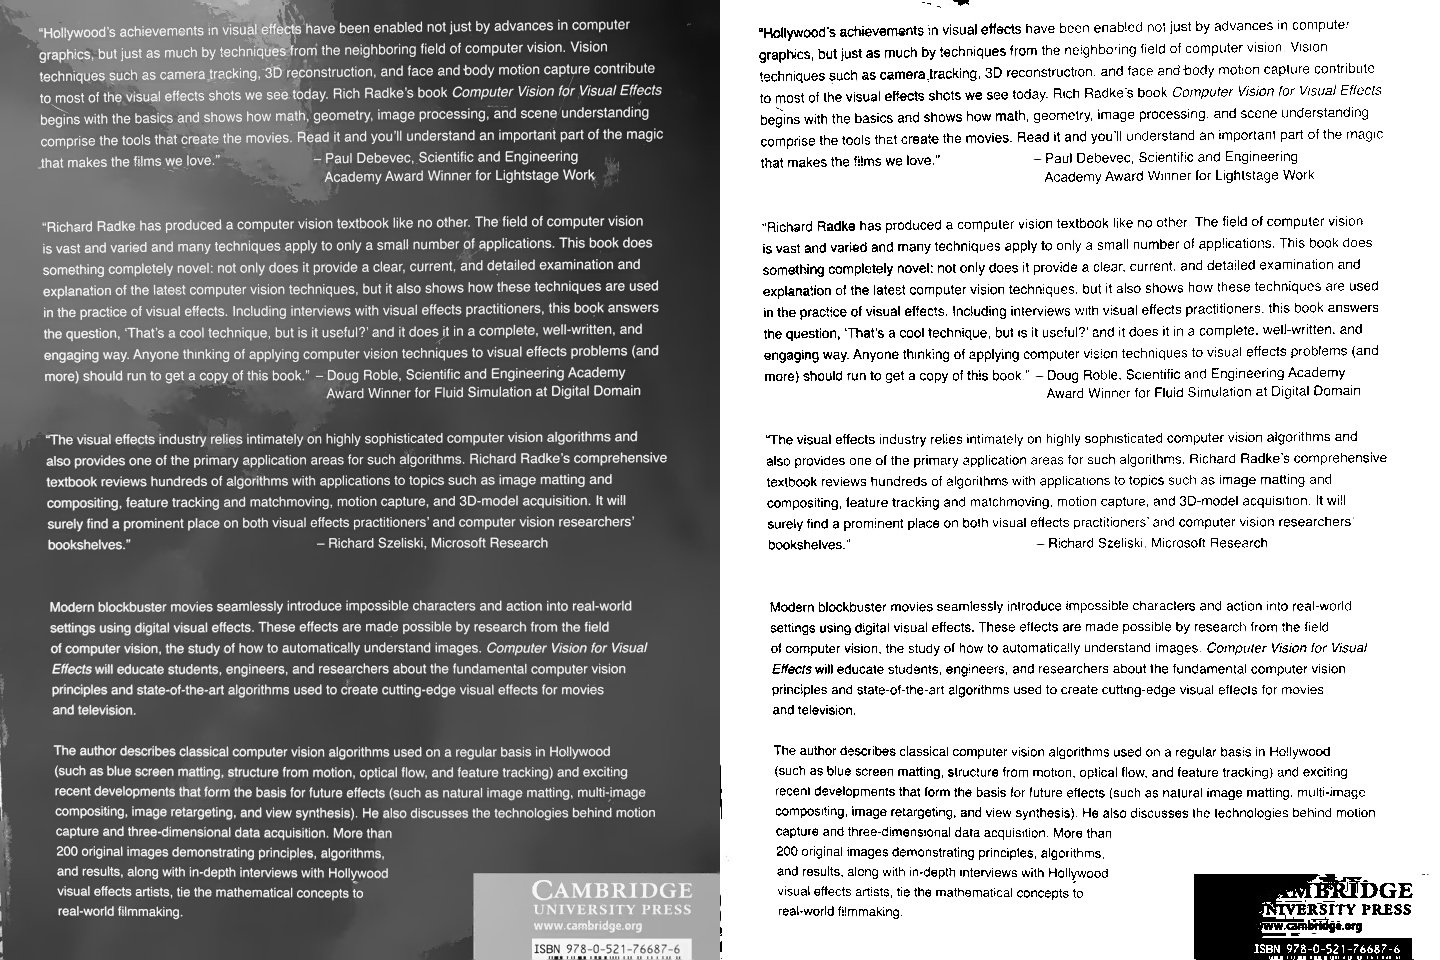 "Hollywood's achievements in visual effects have been enabled not just by advances in computer
graphics, but just as much by techniques from the neighboring field of computer vision. Vision
techniques such as camera tracking, 3D reconstruction, and face and body motion capture contribute
to most of the visual effects shots we see today. Rich Radke's book Computer Vision for Visual Effects
begins with the basics and shows how math, geometry, image processing, and scene understanding
comprise the tools that create the movies. Read it and you'll understand an important part of the magic
that makes the films we love." – Paul Debevec, Scientific and Engineering
Academy Award Winner for Lightstage Work
"Richard Radke has produced a computer vision textbook like no other. The field of computer vision
is vast and varied and many techniques apply to only a small number of applications. This book does
something completely novel: not only does it provide a clear, current, and detailed examination and
explanation of the latest computer vision techniques, but it also shows how these techniques are used
in the practice of visual effects. Including interviews with visual effects practitioners, this book answers
the question, 'That's a cool technique, but is it useful?' and it does it in a complete, well-written, and
engaging way. Anyone thinking of applying computer vision techniques to visual effects problems (and
more) should run to get a copy of this book." – Doug Roble, Scientific and Engineering Academy
Award Winner for Fluid Simulation at Digital Domain
"The visual effects industry relies intimately on highly sophisticated computer vision algorithms and
also provides one of the primary application areas for such algorithms. Richard Radke's comprehensive
textbook reviews hundreds of algorithms with applications to topics such as image matting and
compositing, feature tracking and matchmoving, motion capture, and 3D-model acquisition. It will
surely find a prominent place on both visual effects practitioners' and computer vision researchers'
bookshelves." – Richard Szeliski, Microsoft Research
Modern blockbuster movies seamlessly introduce impossible characters and action into real-world
settings using digital visual effects. These effects are made possible by research from the field
of computer vision, the study of how to automatically understand images. Computer Vision for Visual
Effects will educate students, engineers, and researchers about the fundamental computer vision
principles and state-of-the-art algorithms used to create cutting-edge visual effects for movies
and television.
The author describes classical computer vision algorithms used on a regular basis in Hollywood
(such as blue screen matting, structure from motion, optical flow, and feature tracking) and exciting
recent developments that form the basis for future effects (such as natural image matting, multi-image
compositing, image retargeting, and view synthesis). He also discusses the technologies behind motion
capture and three-dimensional data acquisition. More than
200 original images demonstrating principles, algorithms,
and results, along with in-depth interviews with Hollywood
visual effects artists, tie the mathematical concepts to
real-world filmmaking.
CAMBRIDGE
UNIVERSITY PRESS
www.cambridge.org
ISBN 978-0-521-76687-6
"Hollywood's achievements in visual effects have been enabled not just by advances in computer
graphics, but just as much by techniques from the neighboring field of computer vision. Vision
techniques such as camera tracking, 3D reconstruction, and face and body motion capture contribute
to most of the visual effects shots we see today. Rich Radke's book Computer Vision for Visual Effects
begins with the basics and shows how math, geometry, image processing, and scene understanding
comprise the tools that create the movies. Read it and you'll understand an important part of the magic
that makes the films we love." – Paul Debevec, Scientific and Engineering
Academy Award Winner for Lightstage Work
"Richard Radke has produced a computer vision textbook like no other. The field of computer vision
is vast and varied and many techniques apply to only a small number of applications. This book does
something completely novel: not only does it provide a clear, current, and detailed examination and
explanation of the latest computer vision techniques, but it also shows how these techniques are used
in the practice of visual effects. Including interviews with visual effects practitioners, this book answers
the question, 'That's a cool technique, but is it useful?' and it does it in a complete, well-written, and
engaging way. Anyone thinking of applying computer vision techniques to visual effects problems (and
more) should run to get a copy of this book." – Doug Roble, Scientific and Engineering Academy
Award Winner for Fluid Simulation at Digital Domain
"The visual effects industry relies intimately on highly sophisticated computer vision algorithms and
also provides one of the primary application areas for such algorithms. Richard Radke's comprehensive
textbook reviews hundreds of algorithms with applications to topics such as image matting and
compositing, feature tracking and matchmoving, motion capture, and 3D-model acquisition. It will
surely find a prominent place on both visual effects practitioners' and computer vision researchers'
bookshelves." – Richard Szeliski, Microsoft Research
Modern blockbuster movies seamlessly introduce impossible characters and action into real-world
settings using digital visual effects. These effects are made possible by research from the field
of computer vision, the study of how to automatically understand images. Computer Vision for Visual
Effects will educate students, engineers, and researchers about the fundamental computer vision
principles and state-of-the-art algorithms used to create cutting-edge visual effects for movies
and television.
The author describes classical computer vision algorithms used on a regular basis in Hollywood
(such as blue screen matting, structure from motion, optical flow, and feature tracking) and exciting
recent developments that form the basis for future effects (such as natural image matting, multi-image
compositing, image retargeting, and view synthesis). He also discusses the technologies behind motion
capture and three-dimensional data acquisition. More than
200 original images demonstrating principles, algorithms,
and results, along with in-depth interviews with Hollywood
visual effects artists, tie the mathematical concepts to
real-world filmmaking.
AMBRIDGE
UNIVERSITY PRESS
www.cambridge.org
ISBN 978-0-521-76687-6